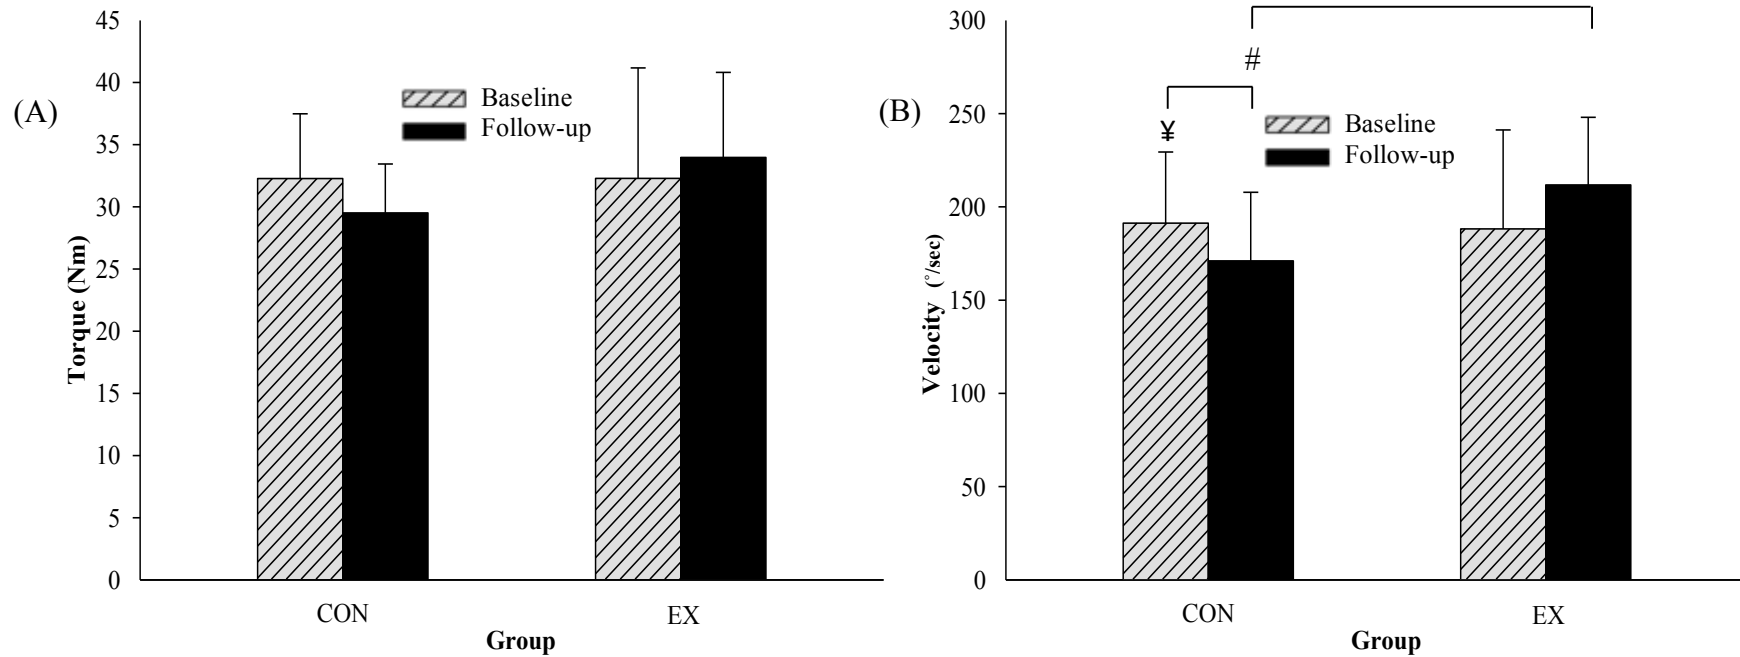 (A)
45
40
35
30
25
20
15
10
5
0
Torque (Nm)
Baseline
Follow-up
CON
EX
Group
(B)
300
250
200
150
100
50
0
Velocity (°/sec)
#
¥
Baseline
Follow-up
CON
EX
Group